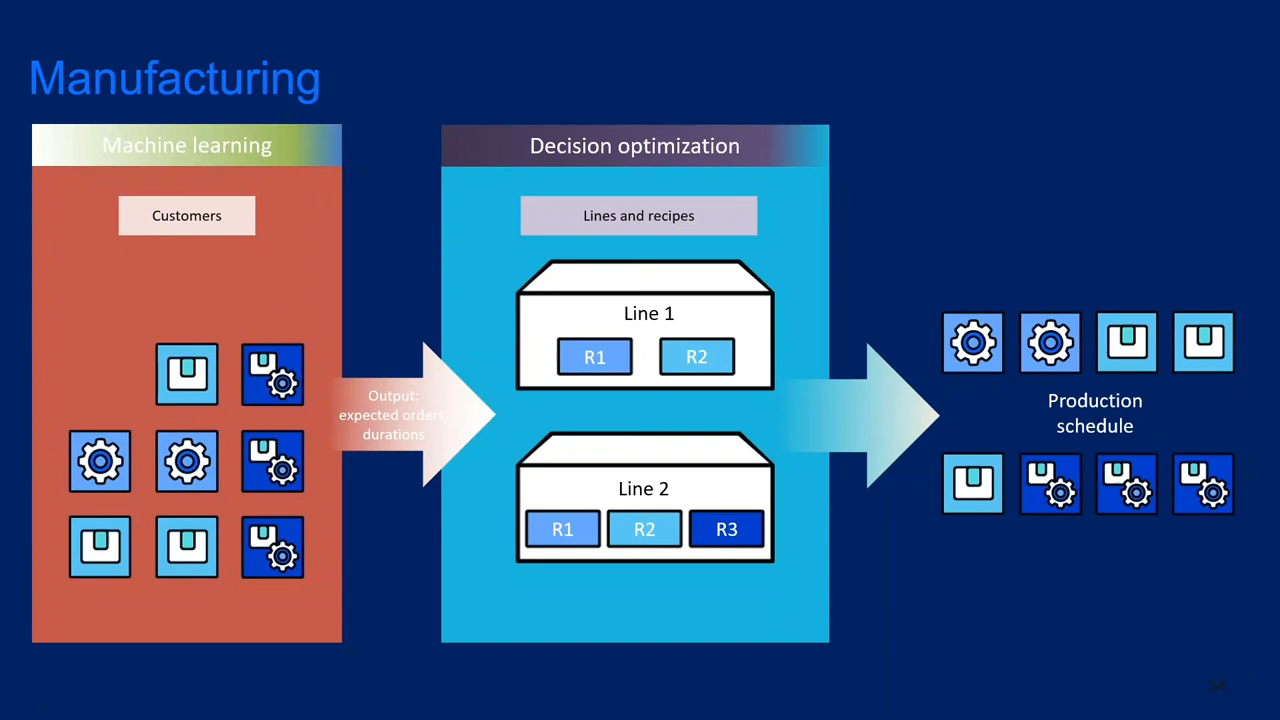 Manufacturing
Machine learning
Customers
Output:
expected orders,
durations
Decision optimization
Lines and recipes
Line 1
R1 R2
Line 2
R1 R2 R3
Production
schedule